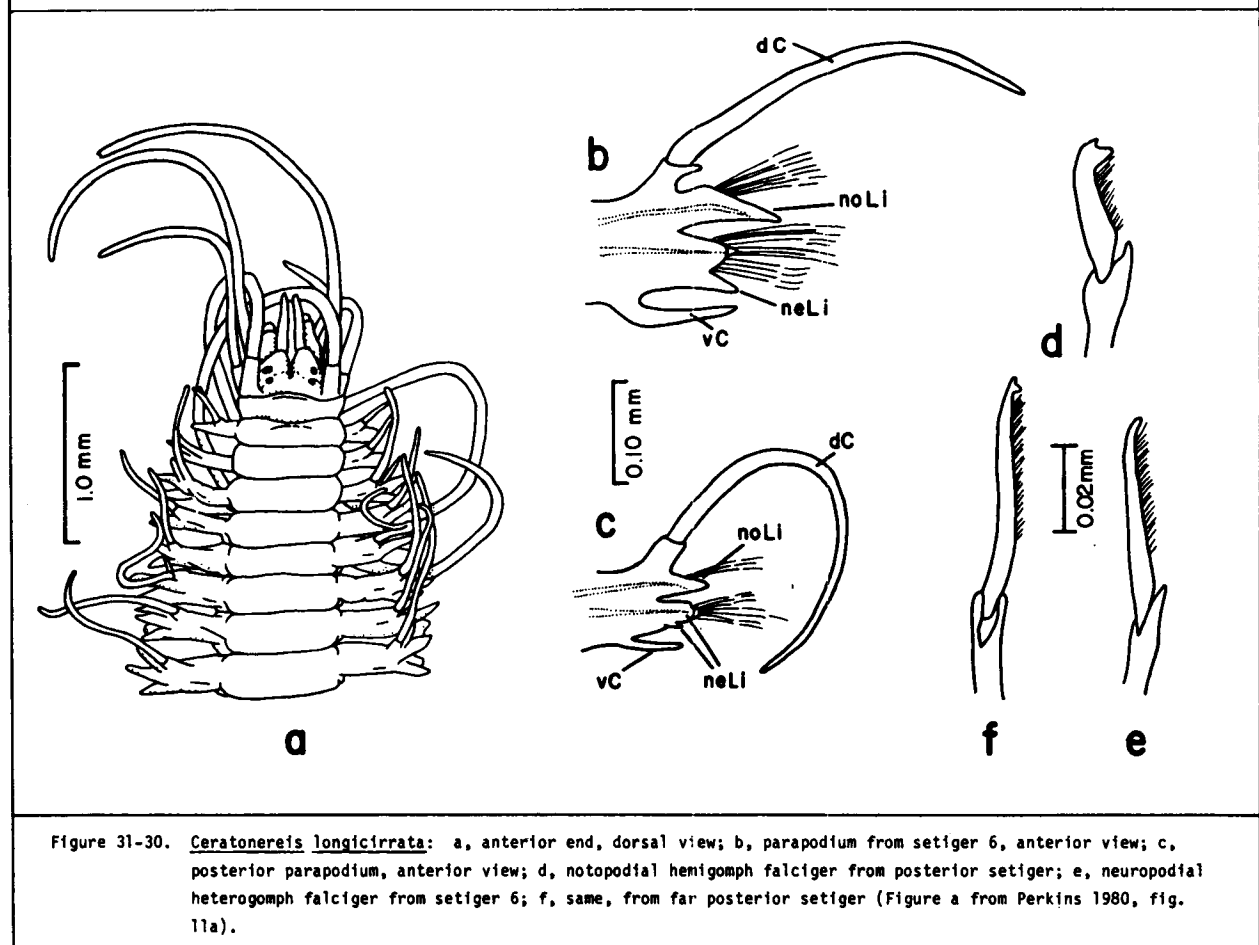 dC
b
noLi
neLi
vC
d
1.0 mm
0.10 mm
dC
c
noLi
0.02mm
vC
neLi
a
f
e
Figure 31-30. Ceratonereis longicirrata: a, anterior end, dorsal view; b, parapodium from setiger 6, anterior view; c,
posterior parapodium, anterior view; d, notopodial hemigomph falciger from posterior setiger; e, neuropodial
heterogomph falciger from setiger 6; f, same, from far posterior setiger (Figure a from Perkins 1980, fig.
11a).